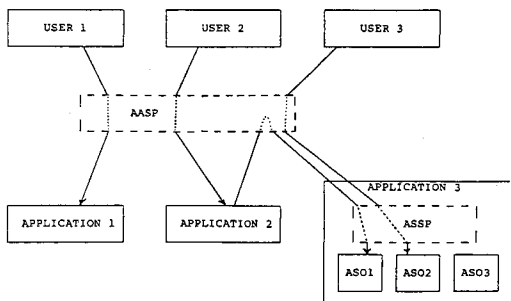 USER 1
USER 2
USER 3
AASP
APPLICATION 1
APPLICATION 2
APPLICATION 3
ASSP
ASO1
ASO2
ASO3